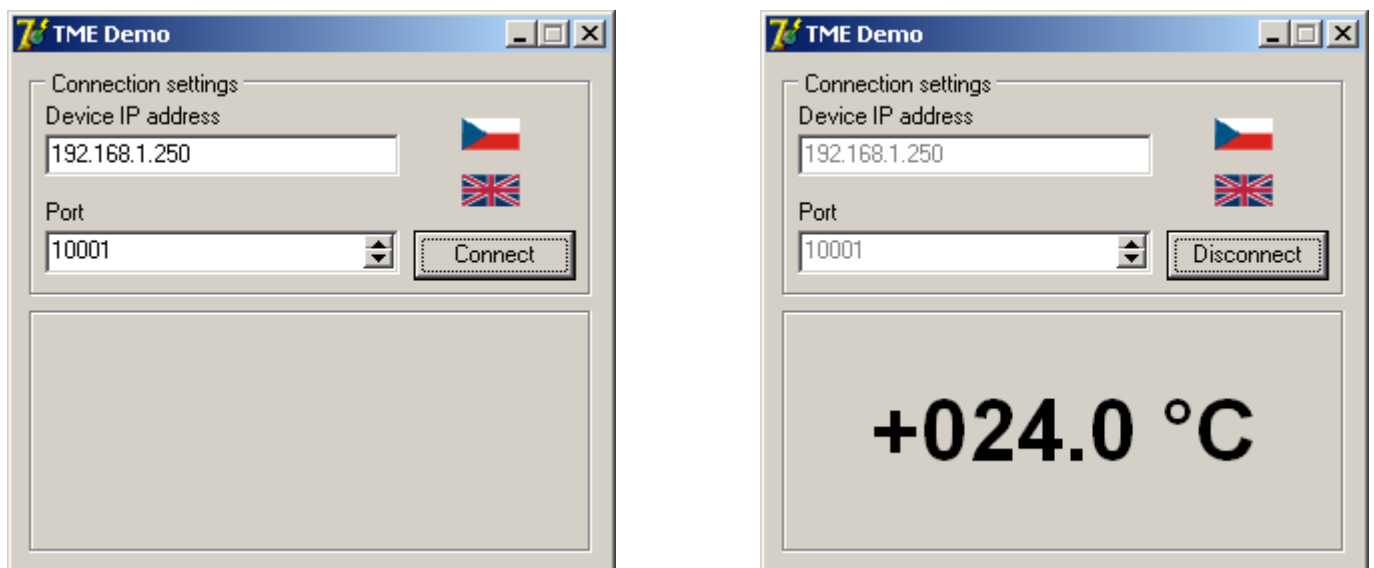 TME Demo
Connection settings
Device IP address
192.168.1.250
Port
10001
Connect
TME Demo
Connection settings
Device IP address
192.168.1.250
Port
10001
Disconnect
+024.0 °C